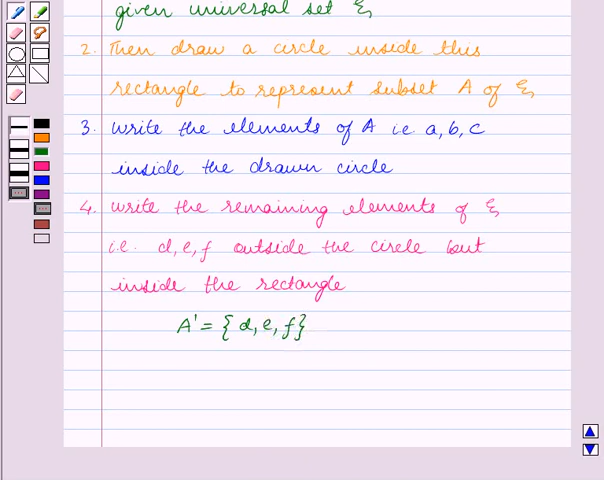 given universal set ξ
2. Then draw a circle inside this
rectangle to represent subset A of ξ
3. Write the elements of A i.e a, b, c
inside the drawn circle
4. Write the remaining elements of ξ
i.e. d, e, f outside the circle but
inside the rectangle
A' = { d, e, f }